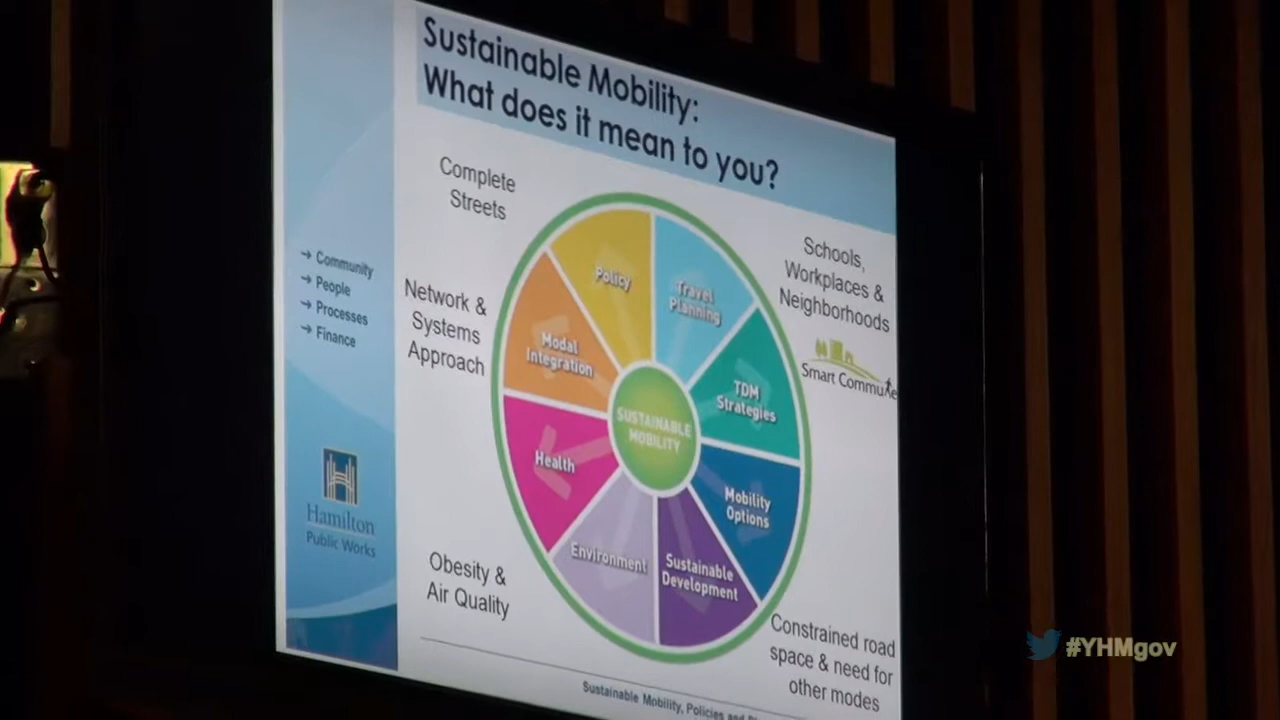 Sustainable Mobility:
What does it mean to you?
Complete
Streets
Schools,
Workplaces &
Neighborhoods
Smart Commute
Network &
Systems
Approach
→ Community
→ People
→ Processes
→ Finance
Policy
Travel
Planning
Modal
Integration
TDM
Strategies
SUSTAINABLE
MOBILITY
Health
Mobility
Options
Environment
Sustainable
Development
Hamilton
Public Works
Obesity &
Air Quality
Constrained road
space & need for
other modes
Sustainable Mobility, Policies and
#YHMgov